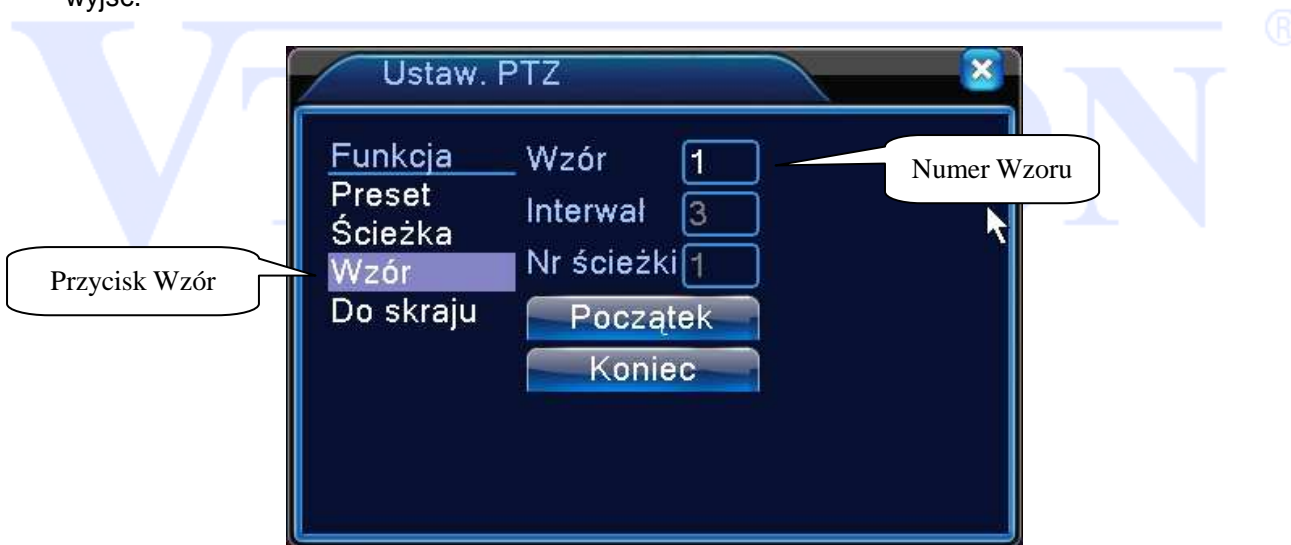 wyjść.
VTON
®
Ustaw. PTZ
Funkcja
Preset
Ścieżka
Wzór
Do skraju
Wzór 1
Interwał 3
Nr ścieżki 1
Początek
Koniec
Numer Wzoru
Przycisk Wzór